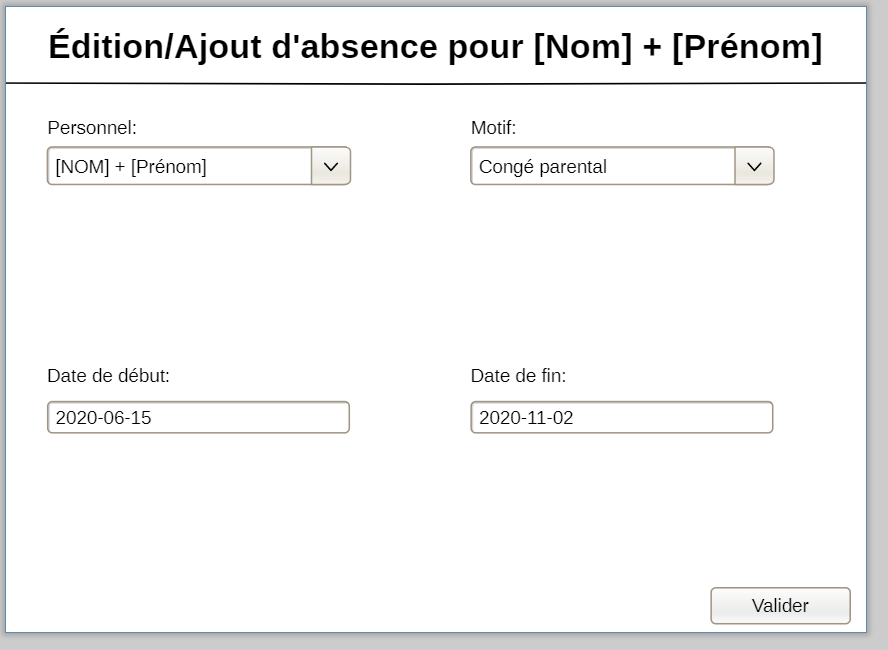 Édition/Ajout d'absence pour [Nom] + [Prénom]
Personnel:
Motif:
[NOM] + [Prénom]
Congé parental
Date de début:
Date de fin:
2020-06-15
2020-11-02
Valider